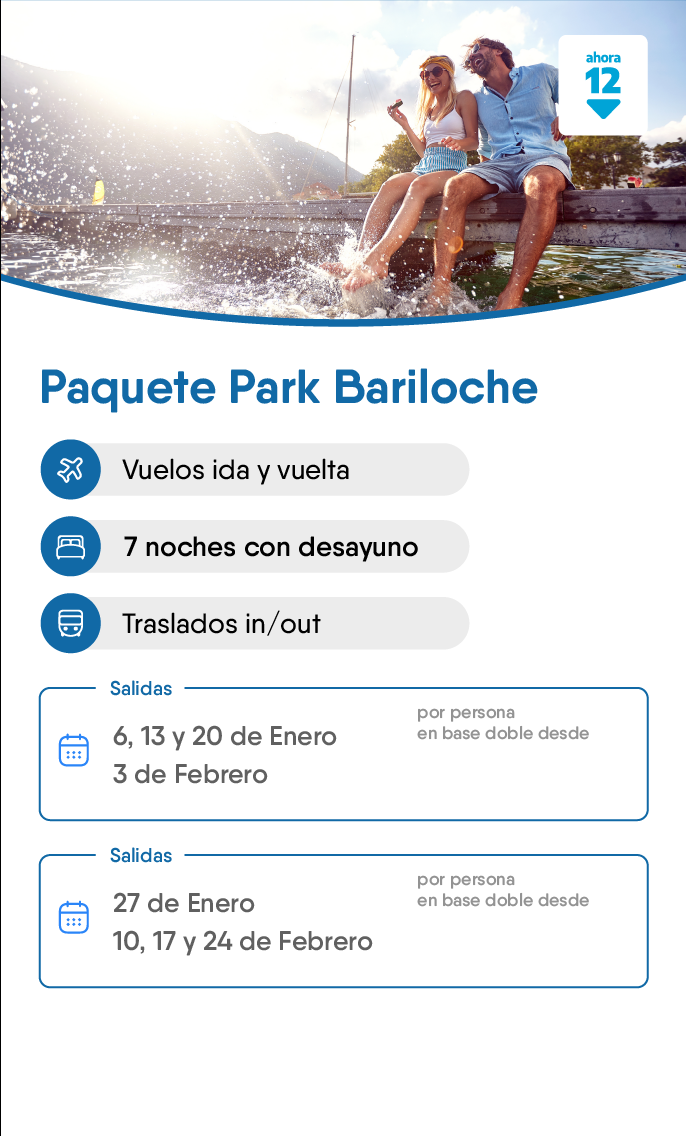 ahora
12
Paquete Park Bariloche
Vuelos ida y vuelta
7 noches con desayuno
Traslados in/out
Salidas
6, 13 y 20 de Enero
3 de Febrero
por persona
en base doble desde
Salidas
27 de Enero
10, 17 y 24 de Febrero
por persona
en base doble desde